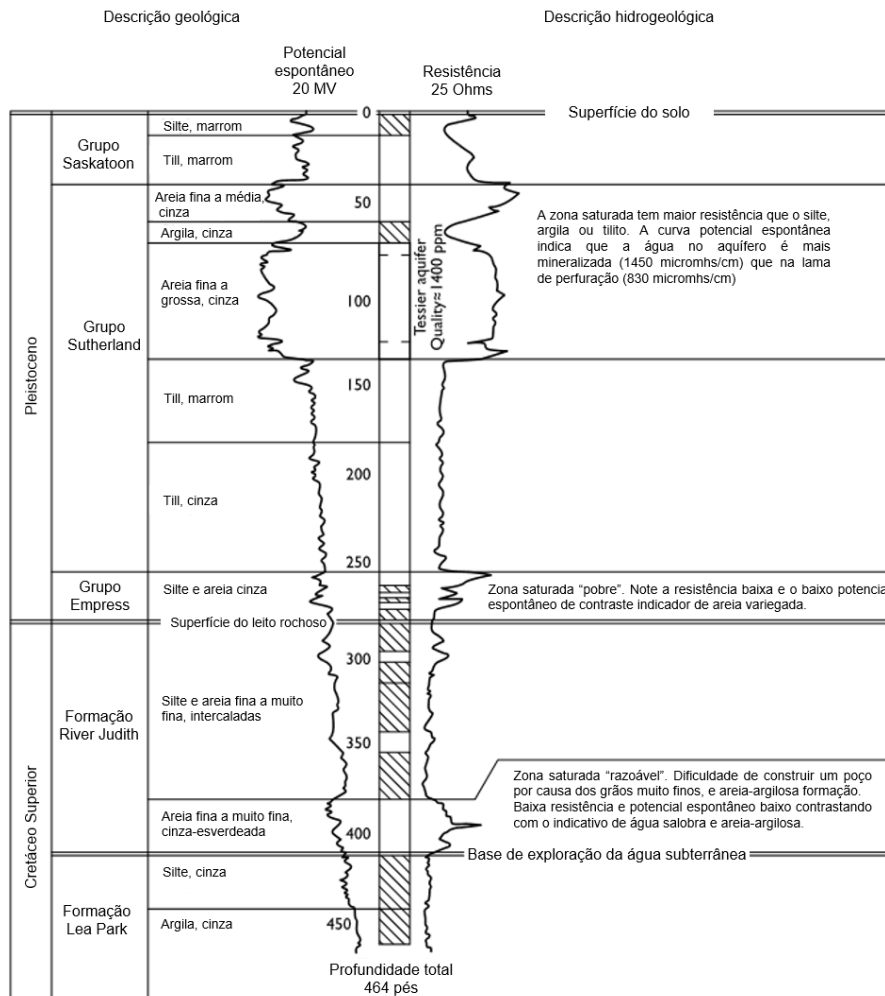 Descrição geológica
Descrição hidrogeológica
Potencial
espontâneo
20 MV
Resistência
25 Ohms
0
Superfície do solo
Pleistoceno
Grupo
Saskatoon
Silte, marrom
Till, marrom
Grupo
Sutherland
Areia fina a média,
cinza
50
Argila, cinza
A zona saturada tem maior resistência que o silte,
argila ou tilito. A curva potencial espontânea
indica que a água no aquífero é mais
mineralizada (1450 micromhs/cm) que na lama
de perfuração (830 micromhs/cm)
Areia fina a
grossa, cinza
100
Tessier aquifer
Quality≈1400 ppm
Till, marrom
150
Till, cinza
200
250
Grupo
Empress
Silte e areia cinza
Zona saturada “pobre”. Note a resistência baixa e o baixo potencia
espontâneo de contraste indicador de areia variegada.
Superfície do leito rochoso
Cretáceo Superior
Formação
River Judith
300
Silte e areia fina a muito
fina, intercaladas
350
Zona saturada “razoável”. Dificuldade de construir um poço
por causa dos grãos muito finos, e areia-argilosa formação.
Baixa resistência e potencial espontâneo baixo contrastando
com o indicativo de água salobra e areia-argilosa.
Areia fina a muito fina,
cinza-esverdeada
400
Base de exploração da água subterrânea
Formação
Lea Park
Silte, cinza
Argila, cinza
450
Profundidade total
464 pés